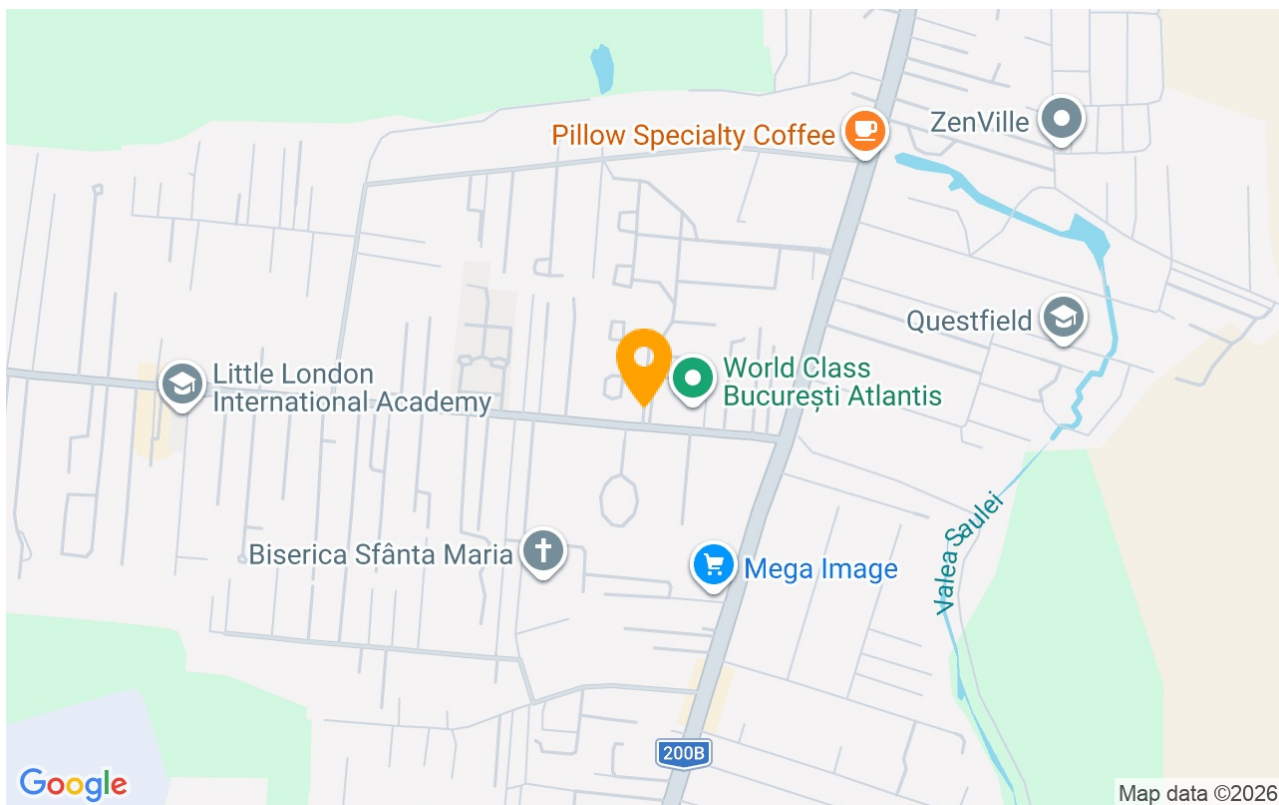 Pillow Specialty Coffee
ZenVille
Questfield
World Class
București Atlantis
Little London
International Academy
Valea Saulei
Biserica Sfânta Maria
Mega Image
200B
Google
Map data ©2026